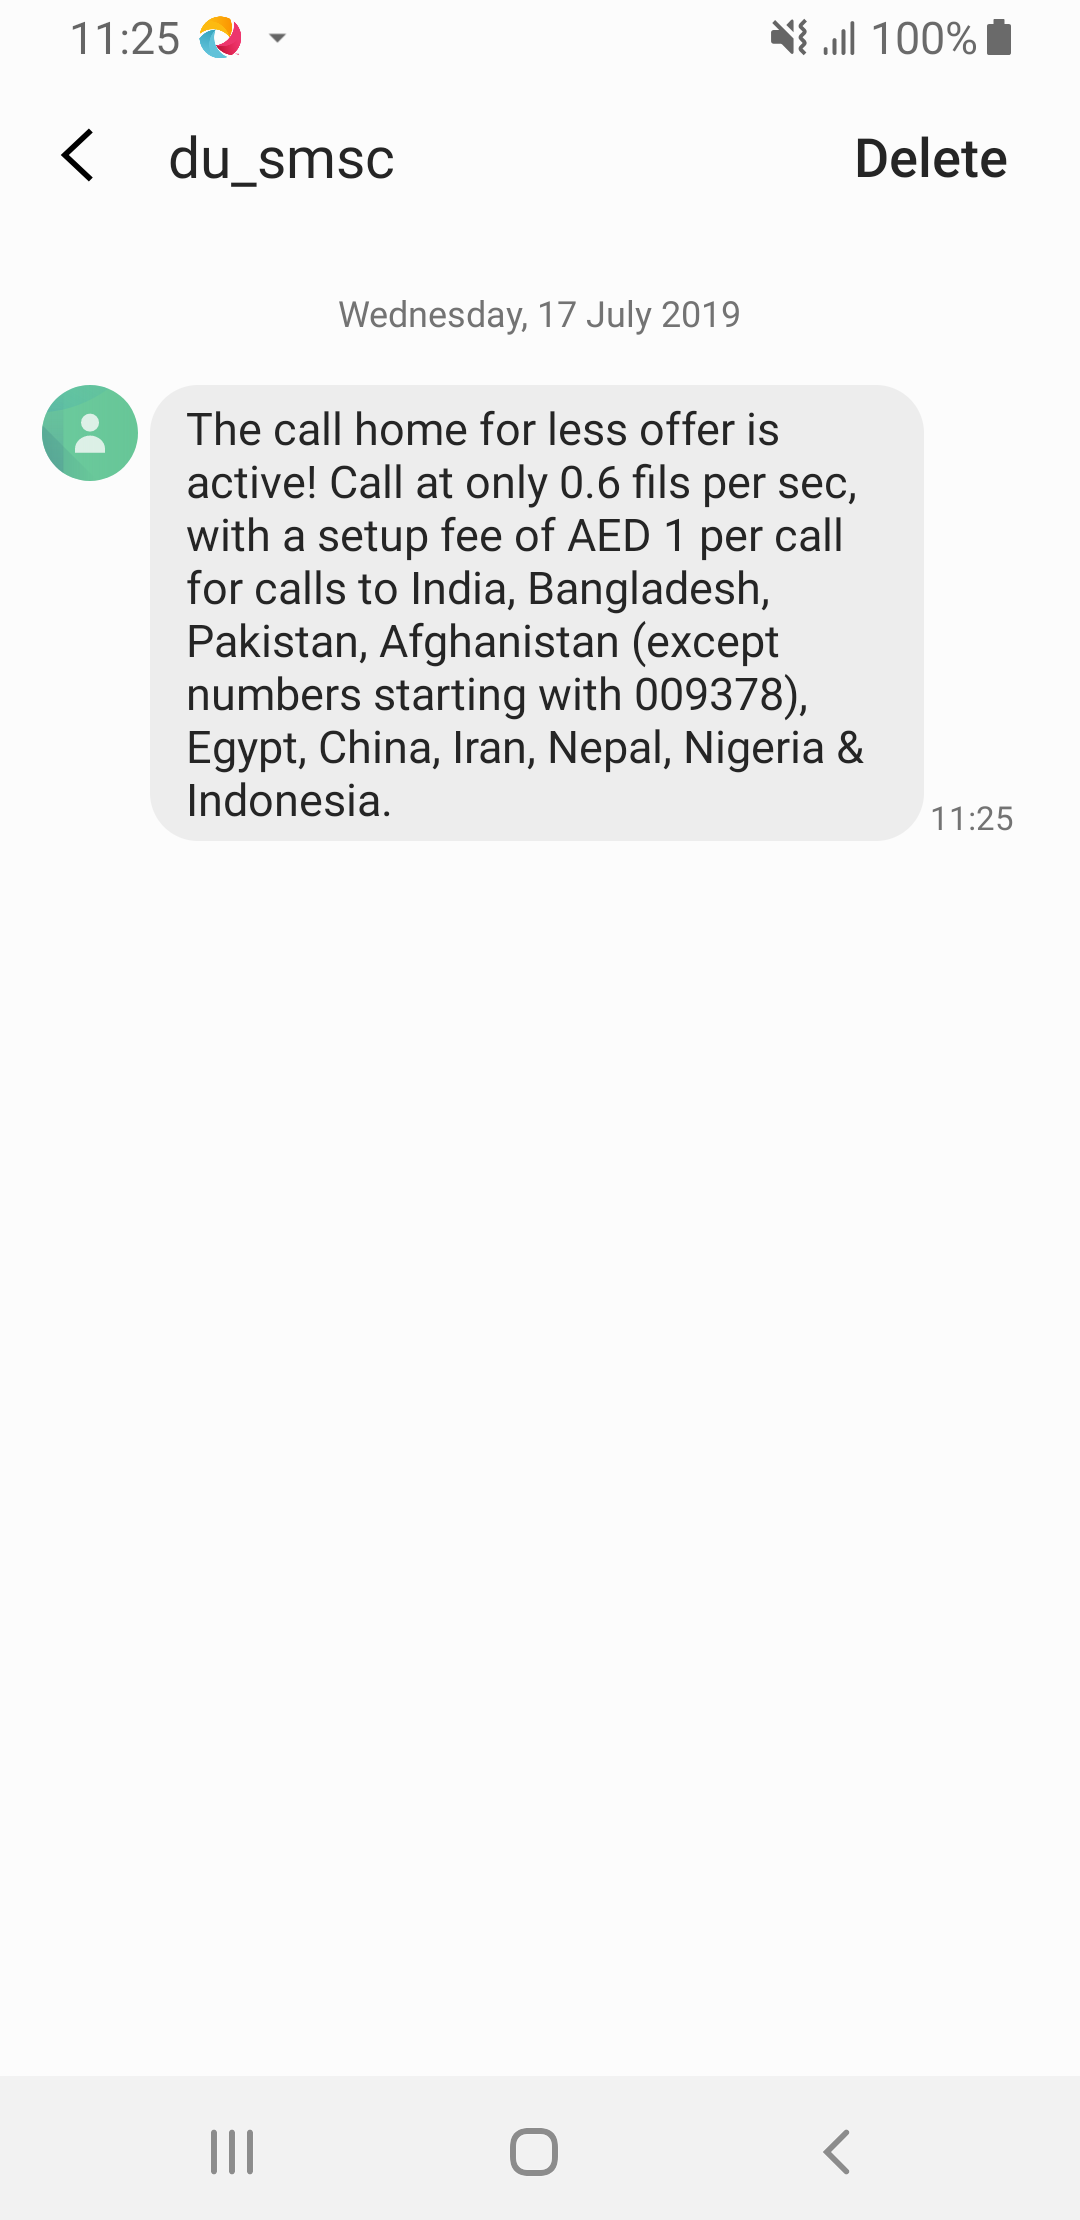 11:25
100%
du_smsc
Delete
Wednesday, 17 July 2019
The call home for less offer is
active! Call at only 0.6 fils per sec,
with a setup fee of AED 1 per call
for calls to India, Bangladesh,
Pakistan, Afghanistan (except
numbers starting with 009378),
Egypt, China, Iran, Nepal, Nigeria &
Indonesia.
11:25